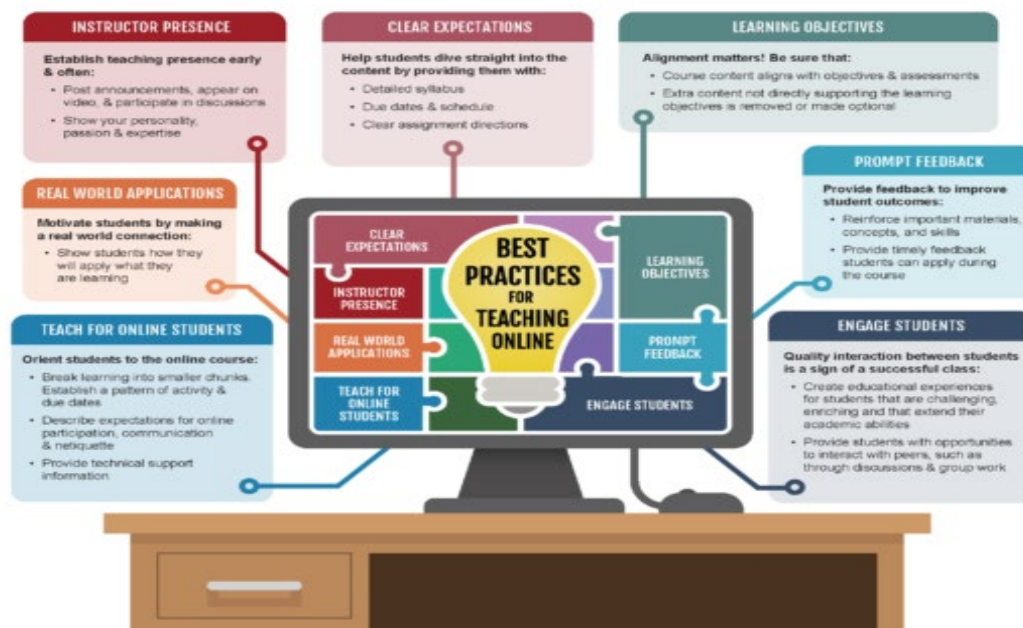 INSTRUCTOR PRESENCE
Establish teaching presence early
& often:
• Post announcements, appear on
video, & participate in discussions
• Show your personality,
passion & expertise
CLEAR EXPECTATIONS
Help students dive straight into the
content by providing them with:
• Detailed syllabus
• Due dates & schedule
• Clear assignment directions
LEARNING OBJECTIVES
Alignment matters! Be sure that:
• Course content aligns with objectives & assessments
• Extra content not directly supporting the learning
objectives is removed or made optional
REAL WORLD APPLICATIONS
Motivate students by making
a real world connection:
• Show students how they
will apply what they
are learning
PROMPT FEEDBACK
Provide feedback to improve
student outcomes:
• Reinforce important materials,
concepts, and skills
• Provide timely feedback
students can apply during
the course
TEACH FOR ONLINE STUDENTS
Orient students to the online course:
• Break learning into smaller chunks.
Establish a pattern of activity &
due dates
• Describe expectations for online
participation, communication
& netiquette
• Provide technical support
information
ENGAGE STUDENTS
Quality interaction between students
is a sign of a successful class:
• Create educational experiences
for students that are challenging,
enriching and that extend their
academic abilities
• Provide students with opportunities
to interact with peers, such as
through discussions & group work
CLEAR
EXPECTATIONS
INSTRUCTOR
PRESENCE
REAL WORLD
APPLICATIONS
TEACH FOR
ONLINE
STUDENTS
BEST
PRACTICES
FOR
TEACHING
ONLINE
LEARNING
OBJECTIVES
PROMPT
FEEDBACK
ENGAGE STUDENTS